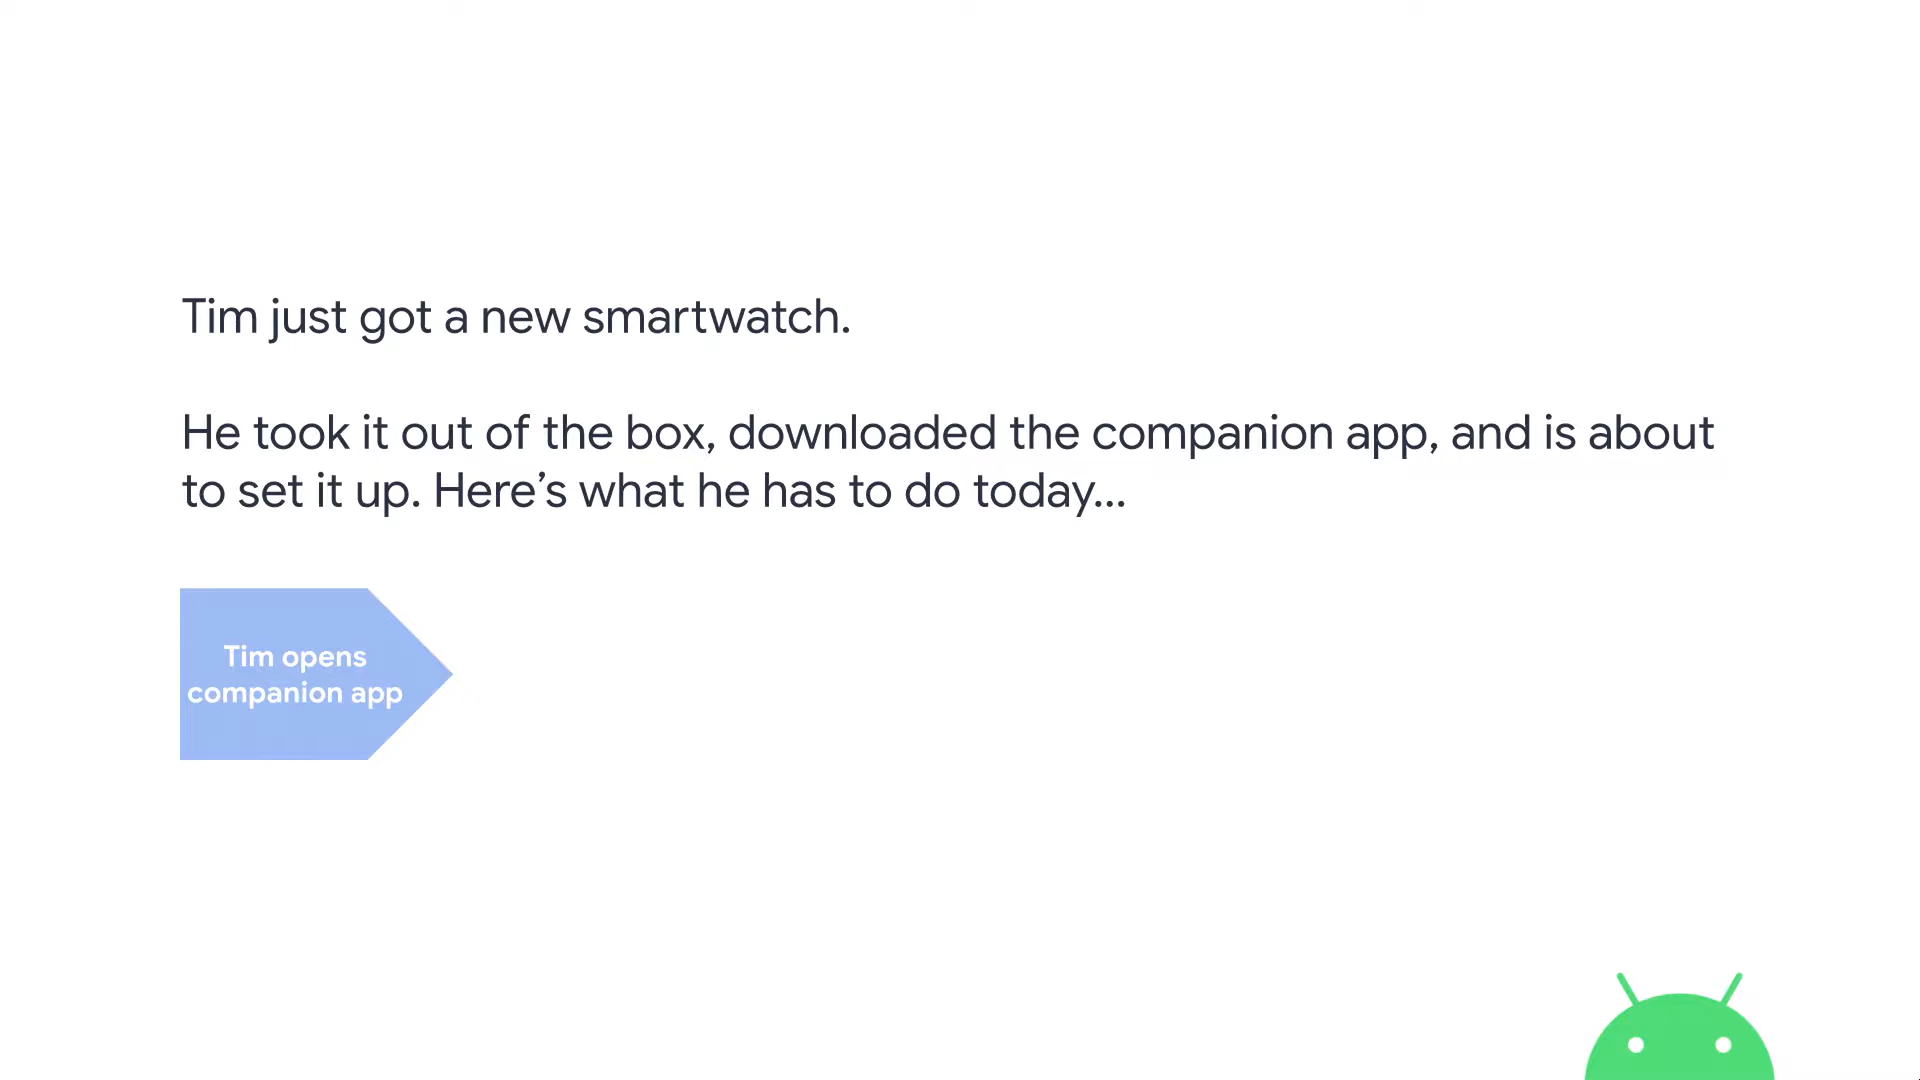 Tim just got a new smartwatch.
He took it out of the box, downloaded the companion app, and is about
to set it up. Here’s what he has to do today...
Tim opens
companion app